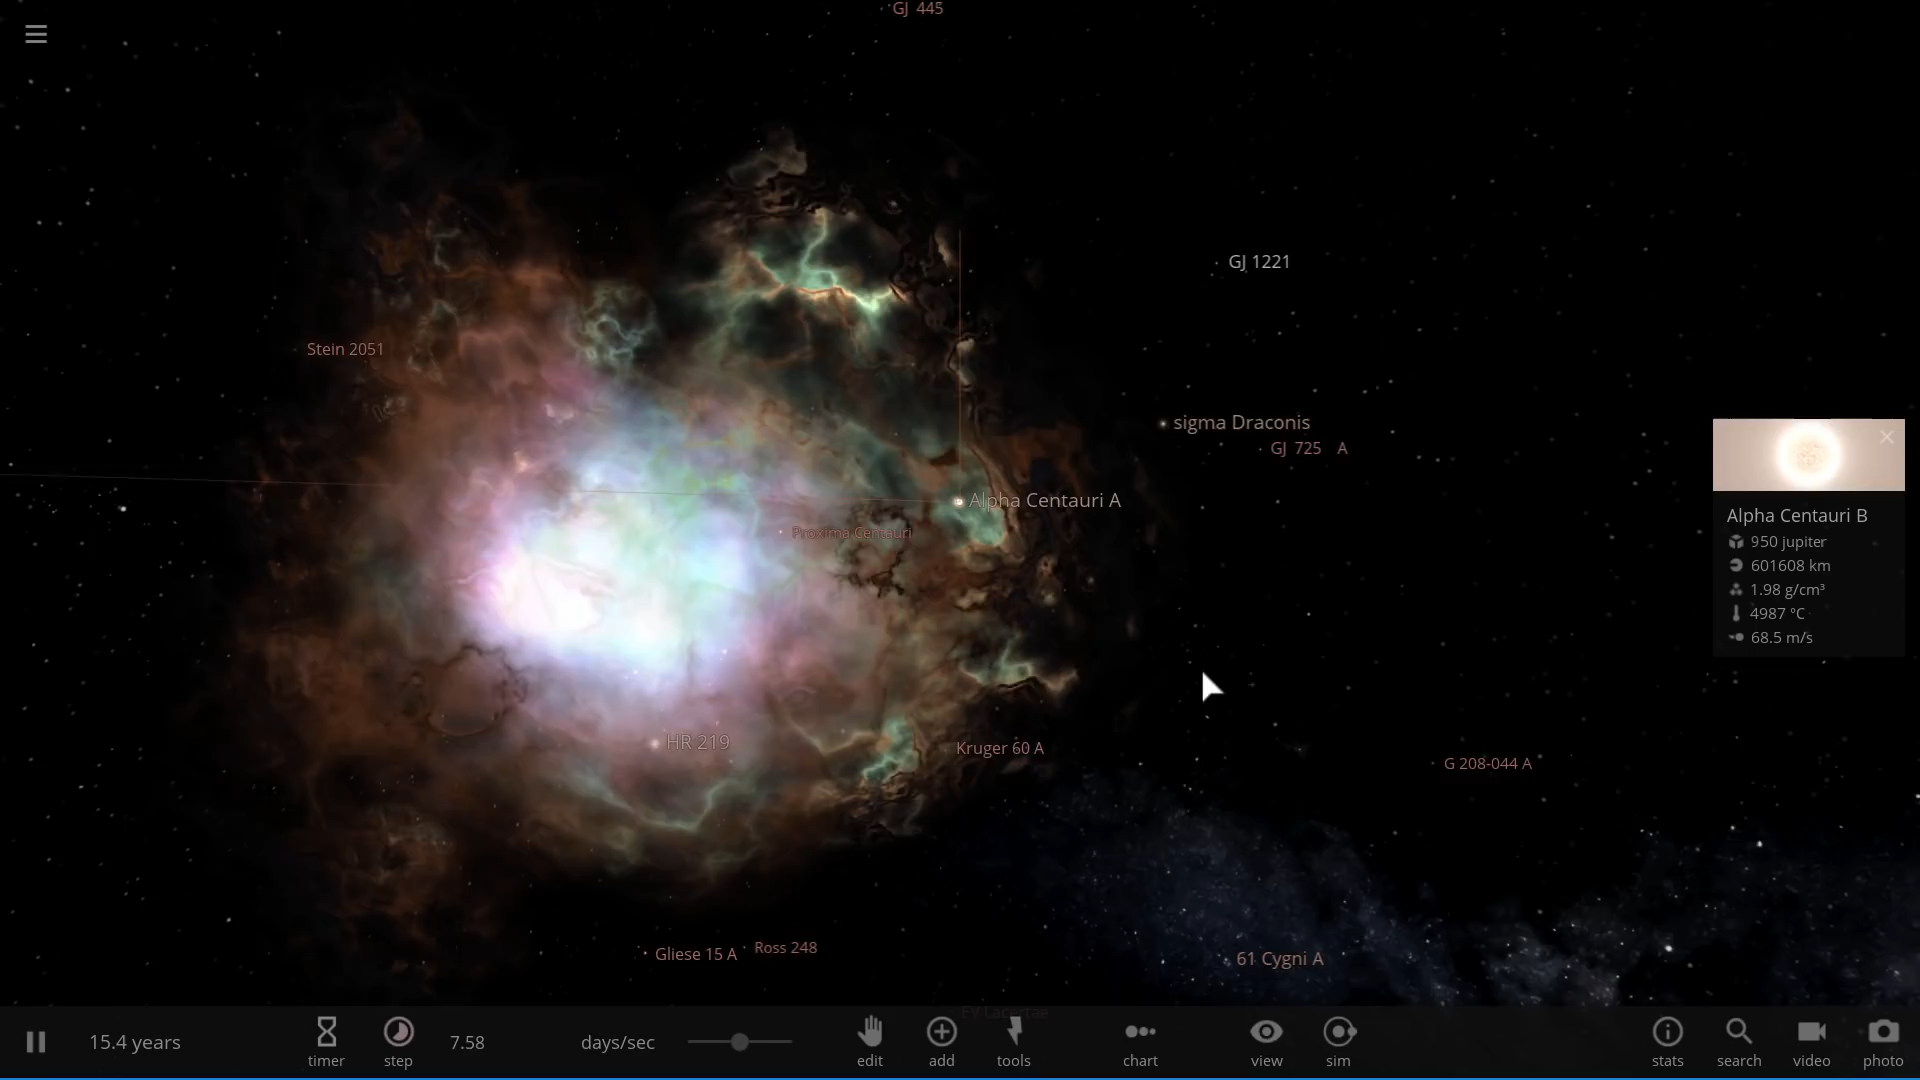 GJ 445
GJ 1221
Stein 2051
sigma Draconis
GJ 725 A
Alpha Centauri A
Proxima Centauri
Alpha Centauri B
950 jupiter
601608 km
1.98 g/cm³
4987 °C
68.5 m/s
HR 219
Kruger 60 A
G 208-044 A
Gliese 15 A
Ross 248
61 Cygni A
EV Lacertae
15.4 years
timer
step
7.58
days/sec
edit
add
tools
chart
view
sim
stats
search
video
photo